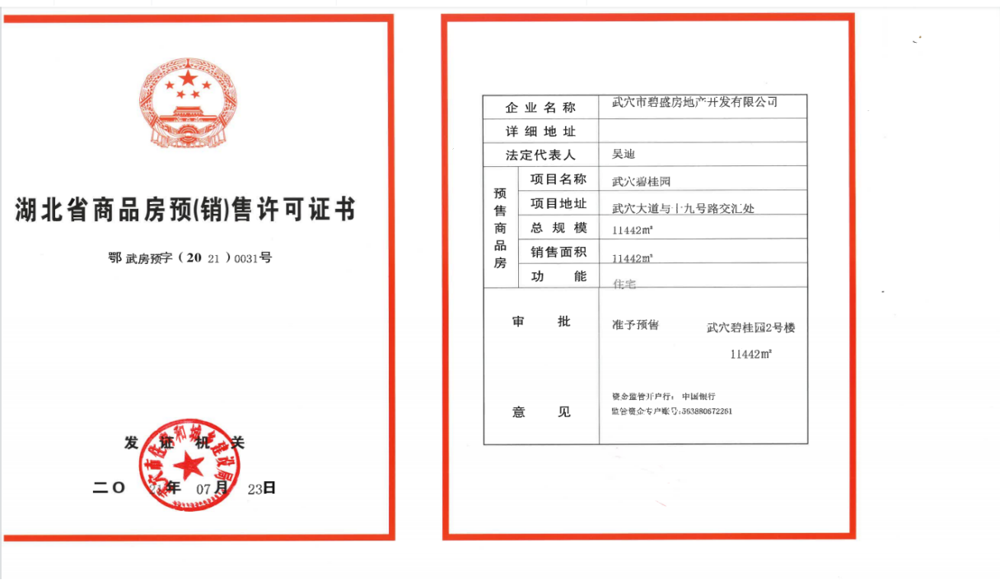 湖北省商品房预(销)售许可证书
鄂 武房预字（20 21）0031号
发 证 机 关
武穴市住房和城乡建设局
二〇 21年 07月 23日
企业名称 武穴市碧盛房地产开发有限公司
详细地址
法定代表人 吴迪
预售商品房
项目名称 武穴碧桂园
项目地址 武穴大道与十九号路交汇处
总规模 11442m²
销售面积 11442m²
功 能 住宅
审 批 准予预售 武穴碧桂园2号楼
11442m²
资金监管开户行： 中国银行
意 见 监管资金专户账号:563880672261